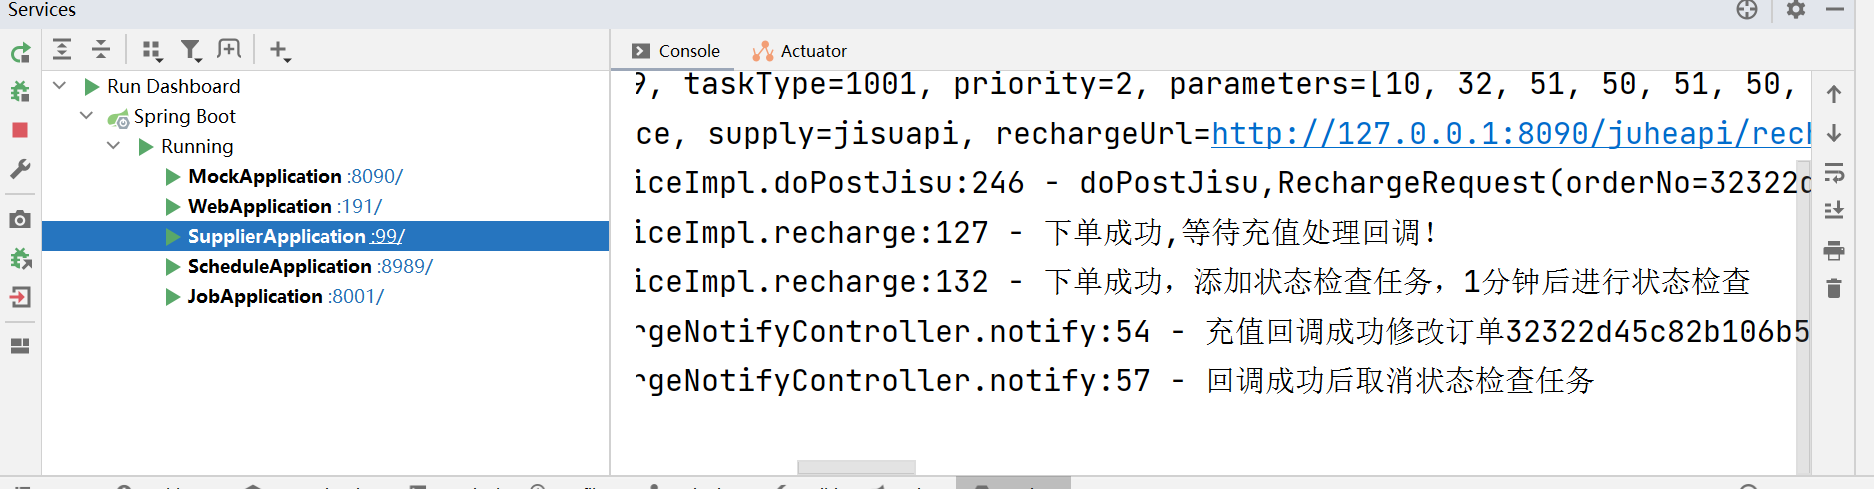 Services
Console
Actuator
Run Dashboard
Spring Boot
Running
MockApplication :8090/
WebApplication :191/
SupplierApplication :99/
ScheduleApplication :8989/
JobApplication :8001/
9, taskType=1001, priority=2, parameters=[10, 32, 51, 50, 51, 50,
ce, supply=jisuapi, rechargeUrl=http://127.0.0.1:8090/juheapi/rech
iceImpl.doPostJisu:246 - doPostJisu,RechargeRequest(orderNo=32322d
iceImpl.recharge:127 - 下单成功,等待充值处理回调!
iceImpl.recharge:132 - 下单成功，添加状态检查任务，1分钟后进行状态检查
rgeNotifyController.notify:54 - 充值回调成功修改订单32322d45c82b106b5
rgeNotifyController.notify:57 - 回调成功后取消状态检查任务